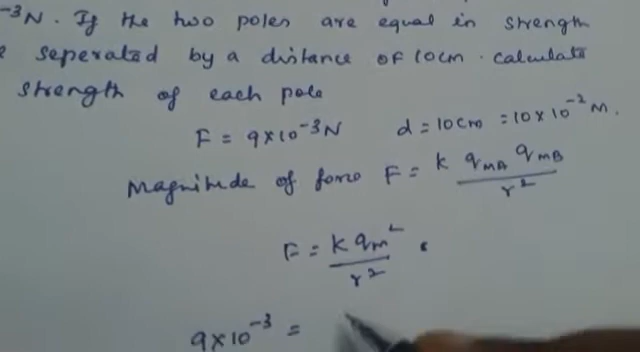 ⁻³N. If the two poles are equal in strength
seperated by a distance of 10cm. calculate
strength of each pole
F = 9×10⁻³N d = 10cm = 10×10⁻² M.
Magnitude of force F = k qmA qmB / r²
F = k qm² / r²
9×10⁻³ =